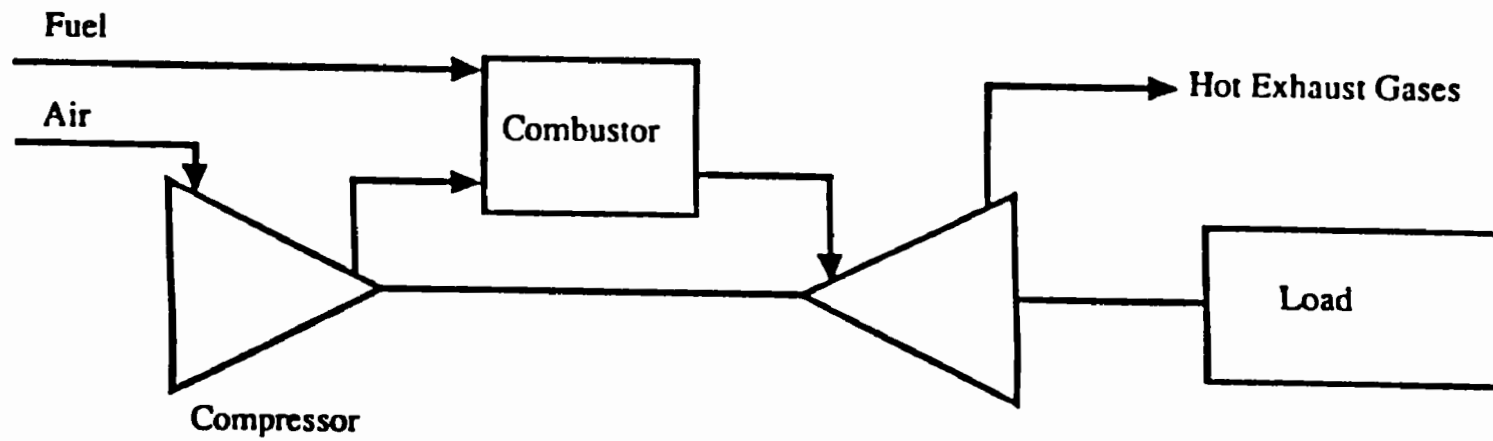 Fuel
Air
Combustor
Hot Exhaust Gases
Load
Compressor